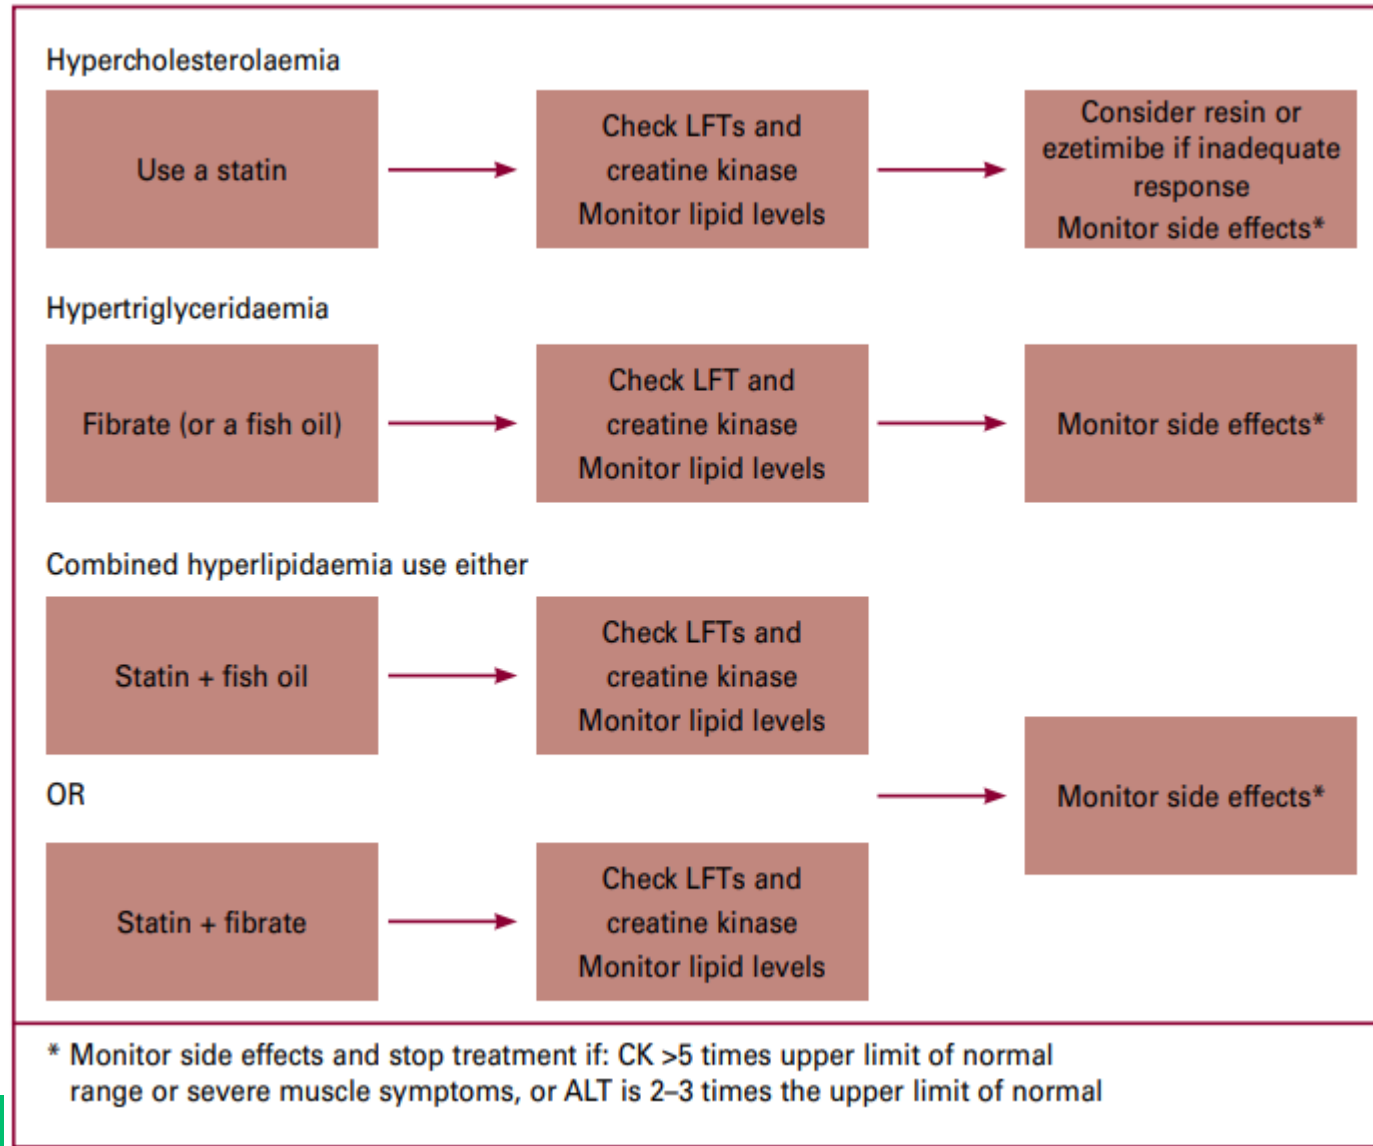 Hypercholesterolaemia
Use a statin
Check LFTs and
creatine kinase
Monitor lipid levels
Consider resin or
ezetimibe if inadequate
response
Monitor side effects*
Hypertriglyceridaemia
Fibrate (or a fish oil)
Check LFT and
creatine kinase
Monitor lipid levels
Monitor side effects*
Combined hyperlipidaemia use either
Statin + fish oil
Check LFTs and
creatine kinase
Monitor lipid levels
OR
Monitor side effects*
Statin + fibrate
Check LFTs and
creatine kinase
Monitor lipid levels
* Monitor side effects and stop treatment if: CK >5 times upper limit of normal
range or severe muscle symptoms, or ALT is 2–3 times the upper limit of normal